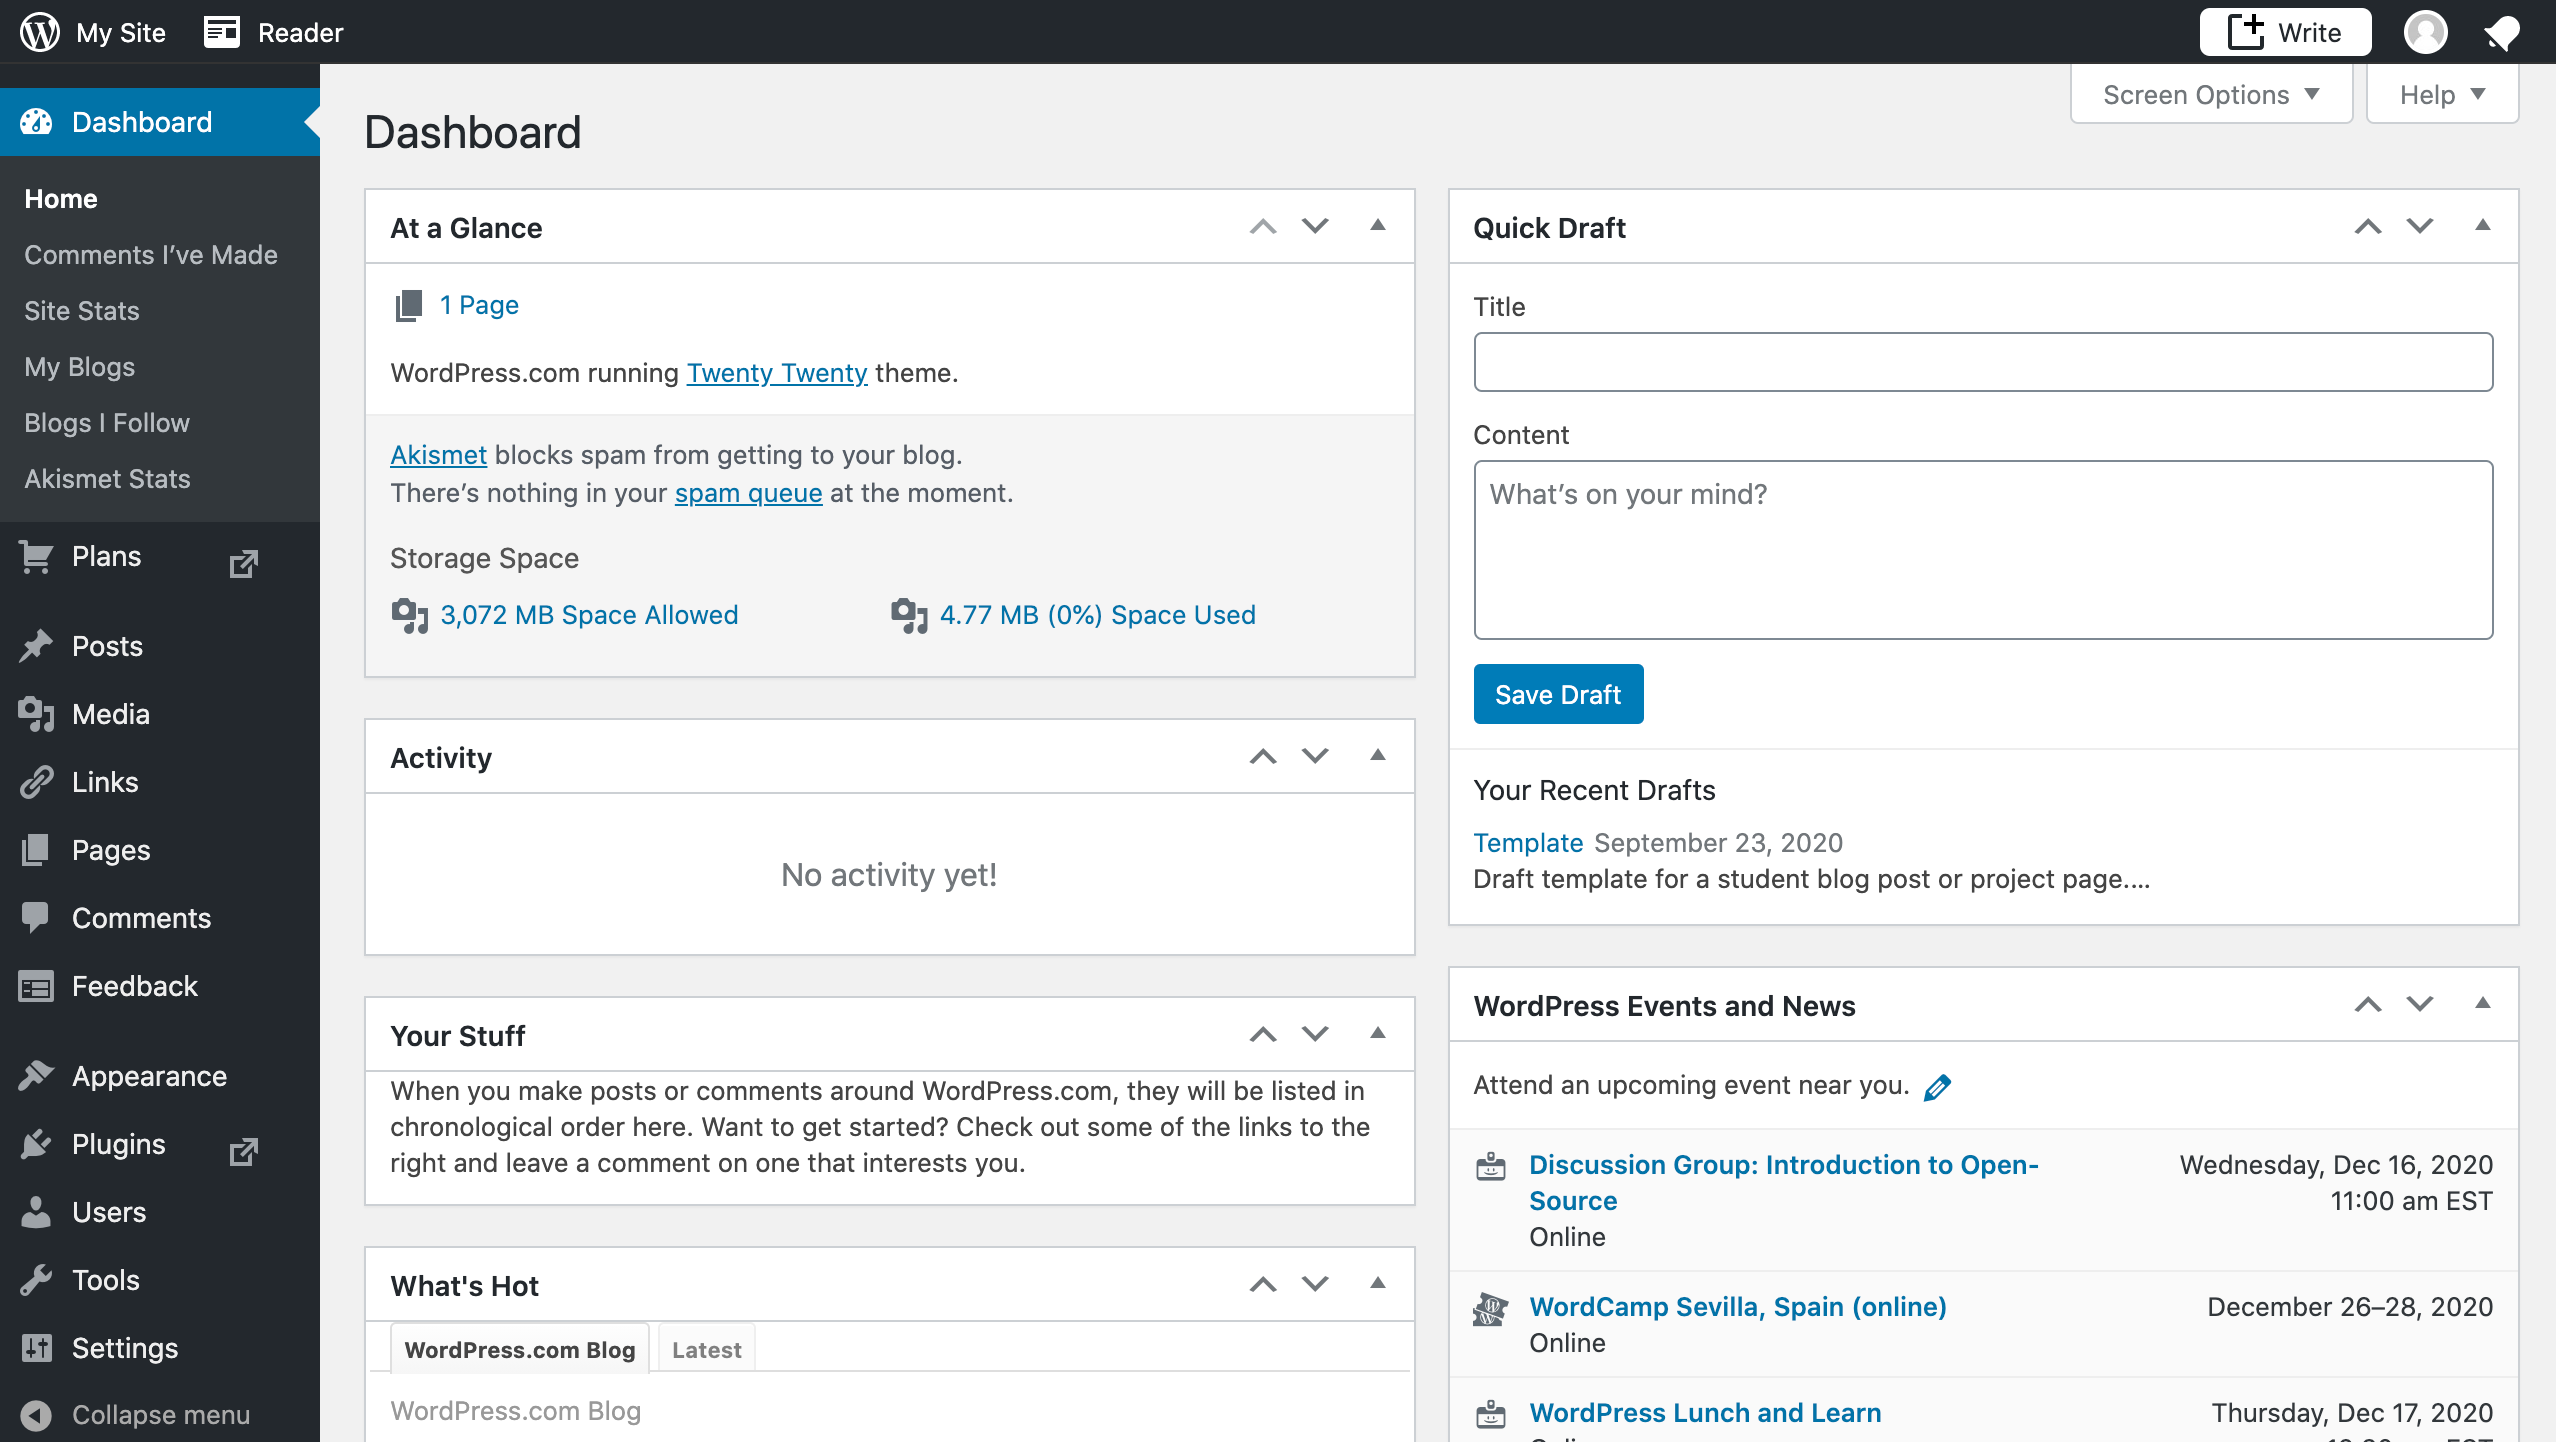 My Site
Reader
Write
Screen Options
Help
Dashboard
Home
Comments I’ve Made
Site Stats
My Blogs
Blogs I Follow
Akismet Stats
Plans
Posts
Media
Links
Pages
Comments
Feedback
Appearance
Plugins
Users
Tools
Settings
Collapse menu
Dashboard
At a Glance
1 Page
WordPress.com running Twenty Twenty theme.
Akismet blocks spam from getting to your blog.
There’s nothing in your spam queue at the moment.
Storage Space
3,072 MB Space Allowed
4.77 MB (0%) Space Used
Activity
No activity yet!
Your Stuff
When you make posts or comments around WordPress.com, they will be listed in
chronological order here. Want to get started? Check out some of the links to the
right and leave a comment on one that interests you.
What's Hot
WordPress.com Blog
Latest
WordPress.com Blog
Quick Draft
Title
Content
What’s on your mind?
Save Draft
Your Recent Drafts
Template September 23, 2020
Draft template for a student blog post or project page.…
WordPress Events and News
Attend an upcoming event near you.
Discussion Group: Introduction to Open-
Source
Online
Wednesday, Dec 16, 2020
11:00 am EST
WordCamp Sevilla, Spain (online)
Online
December 26–28, 2020
WordPress Lunch and Learn
Thursday, Dec 17, 2020